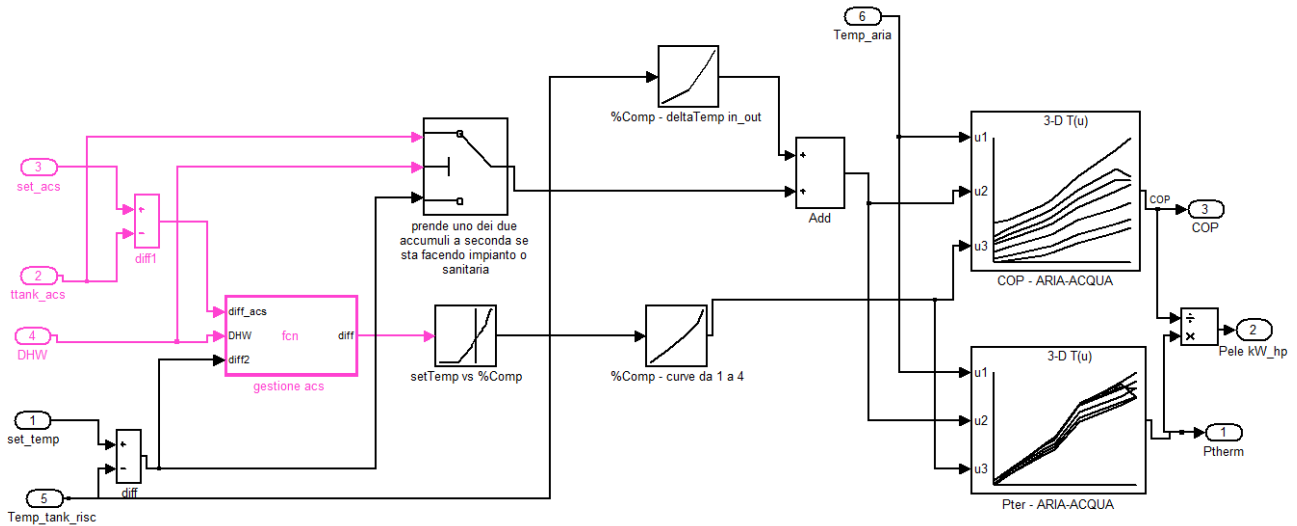 6
Temp_aria
%Comp - deltaTemp in_out
3-D T(u)
u1
u2
u3
COP - ARIA-ACQUA
COP
3
COP
3
set_acs
+
-
diff1
2
ttank_acs
4
DHW
prende uno dei due
accumuli a seconda se
sta facendo impianto o
sanitaria
+
+
Add
diff_acs
DHW
diff2
fcn
diff
gestione acs
setTemp vs %Comp
%Comp - curve da 1 a 4
÷
×
2
Pele kW_hp
3-D T(u)
u1
u2
u3
Pter - ARIA-ACQUA
1
Ptherm
1
set_temp
+
-
diff
5
Temp_tank_risc